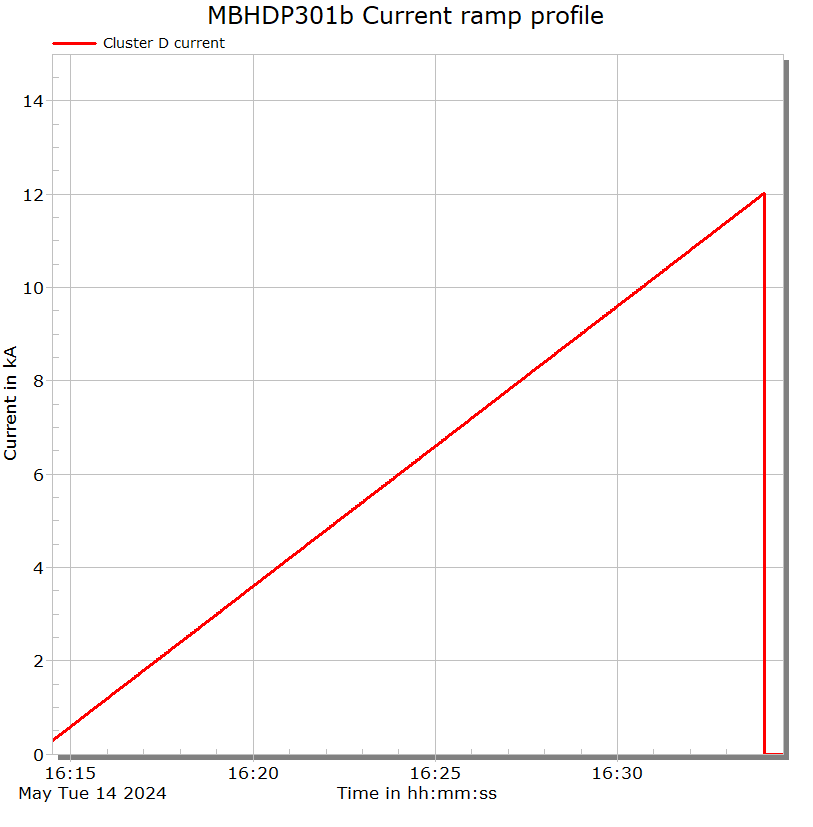 MBHDP301b Current ramp profile
Cluster D current
14
12
10
8
6
4
2
0
Current in kA
16:15 16:20 16:25 16:30
May Tue 14 2024 Time in hh:mm:ss